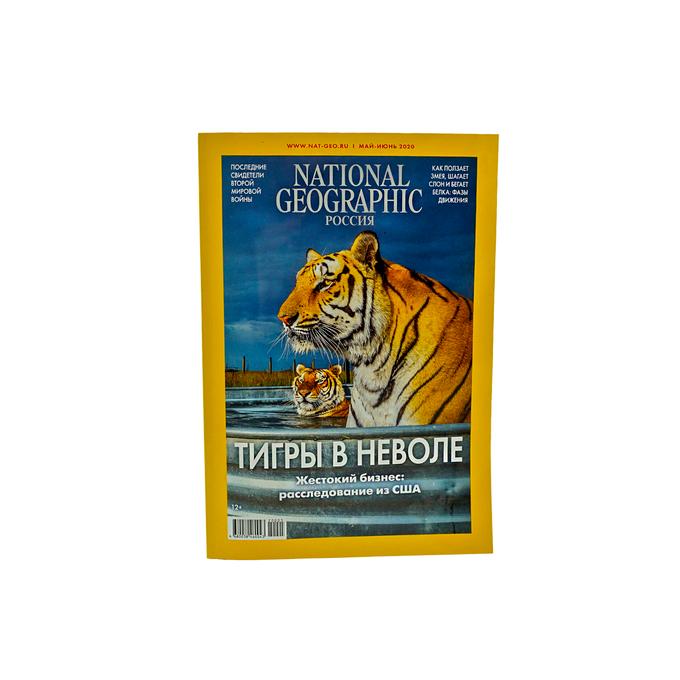 WWW.NAT-GEO.RU | МАЙ-ИЮНЬ 2020
ПОСЛЕДНИЕ
СВИДЕТЕЛИ
ВТОРОЙ
МИРОВОЙ
ВОЙНЫ
NATIONAL
GEOGRAPHIC
РОССИЯ
КАК ПОЛЗАЕТ
ЗМЕЯ, ШАГАЕТ
СЛОН И БЕГАЕТ
БЕЛКА: ФАЗЫ
ДВИЖЕНИЯ
ТИГРЫ В НЕВОЛЕ
Жестокий бизнес:
расследование из США
12+